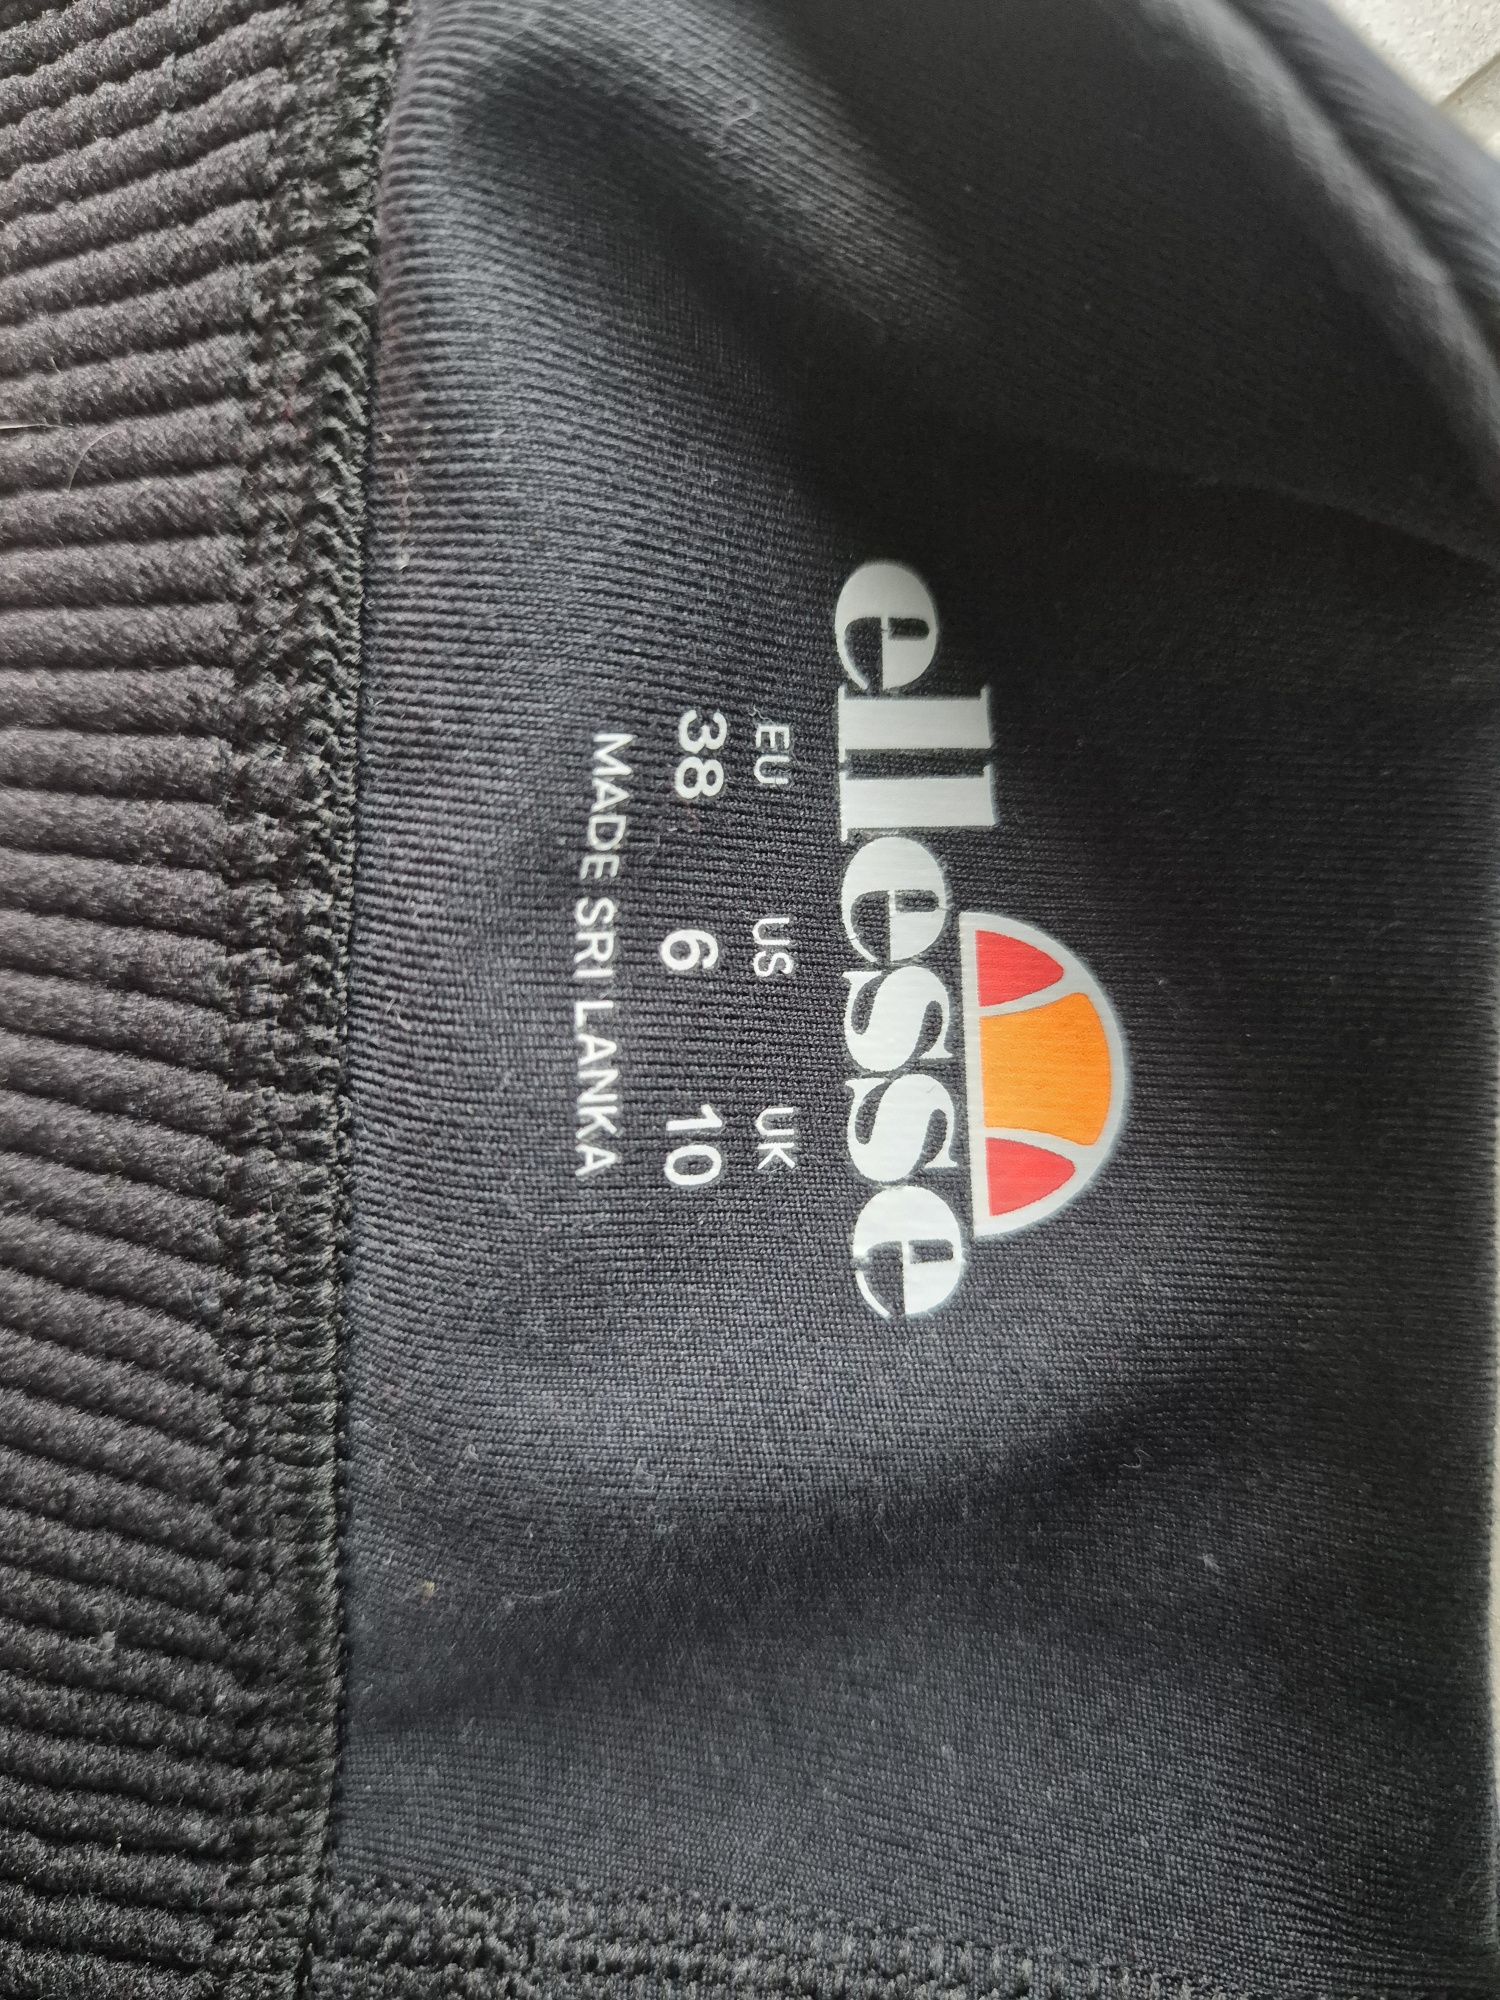 ellesse
EU US UK
38 6 10
MADE SRI LANKA